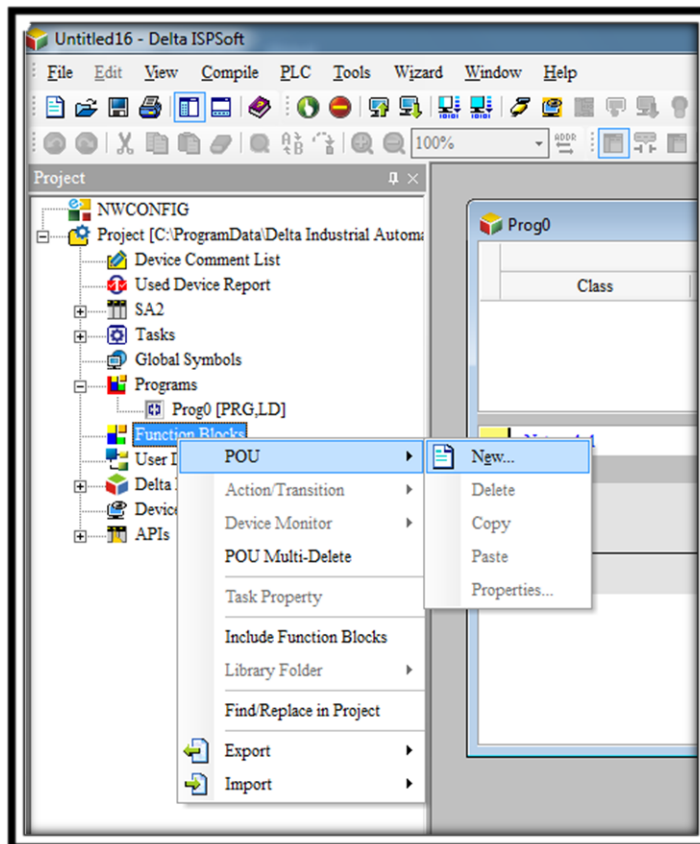 Untitled16 - Delta ISPSoft
File Edit View Compile PLC Tools Wizard Window Help
100%
ADDR
Project
NWCONFIG
Project [C:\ProgramData\Delta Industrial Automa
Device Comment List
Used Device Report
SA2
Tasks
Global Symbols
Programs
Prog0 [PRG,LD]
Function Blocks
User
Delta
Device
APIs
POU
Action/Transition
Device Monitor
POU Multi-Delete
Task Property
Include Function Blocks
Library Folder
Find/Replace in Project
Export
Import
New...
Delete
Copy
Paste
Properties...
Prog0
Class